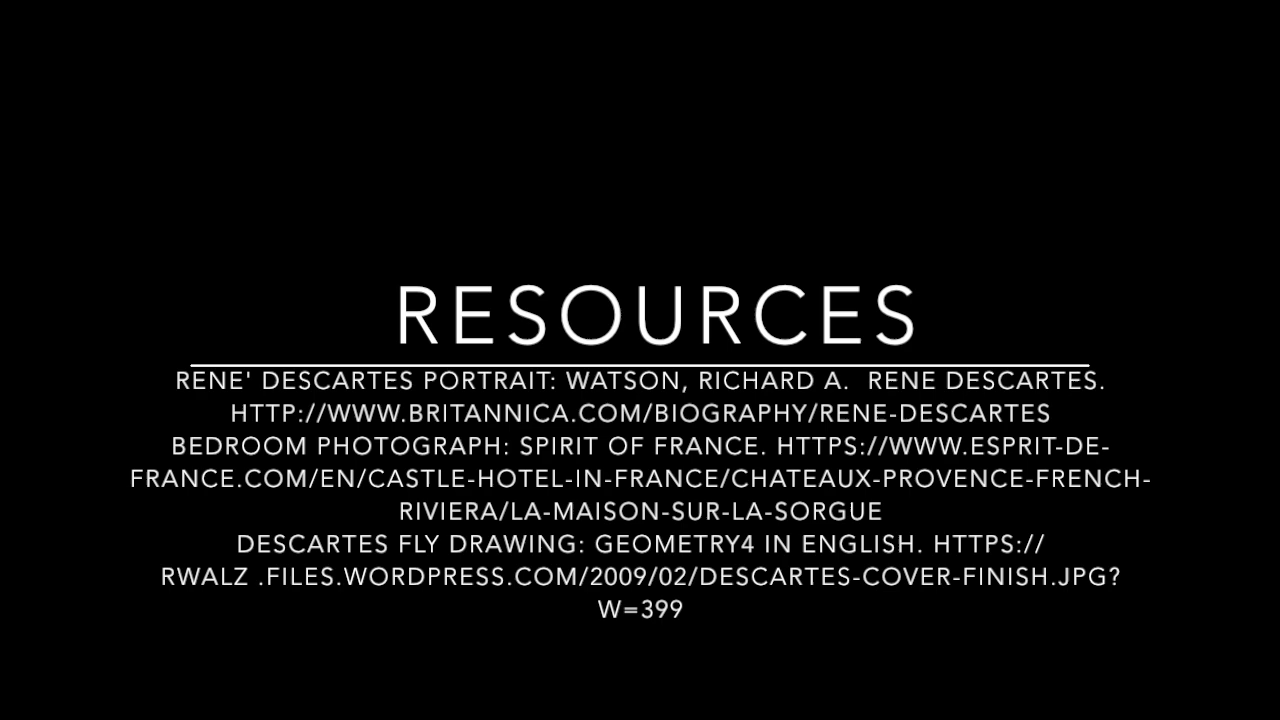 RESOURCES
RENE' DESCARTES PORTRAIT: WATSON, RICHARD A.  RENE DESCARTES.
HTTP://WWW.BRITANNICA.COM/BIOGRAPHY/RENE-DESCARTES
BEDROOM PHOTOGRAPH: SPIRIT OF FRANCE. HTTPS://WWW.ESPRIT-DE-
FRANCE.COM/EN/CASTLE-HOTEL-IN-FRANCE/CHATEAUX-PROVENCE-FRENCH-
RIVIERA/LA-MAISON-SUR-LA-SORGUE
DESCARTES FLY DRAWING: GEOMETRY4 IN ENGLISH. HTTPS://
RWALZ .FILES.WORDPRESS.COM/2009/02/DESCARTES-COVER-FINISH.JPG?
W=399